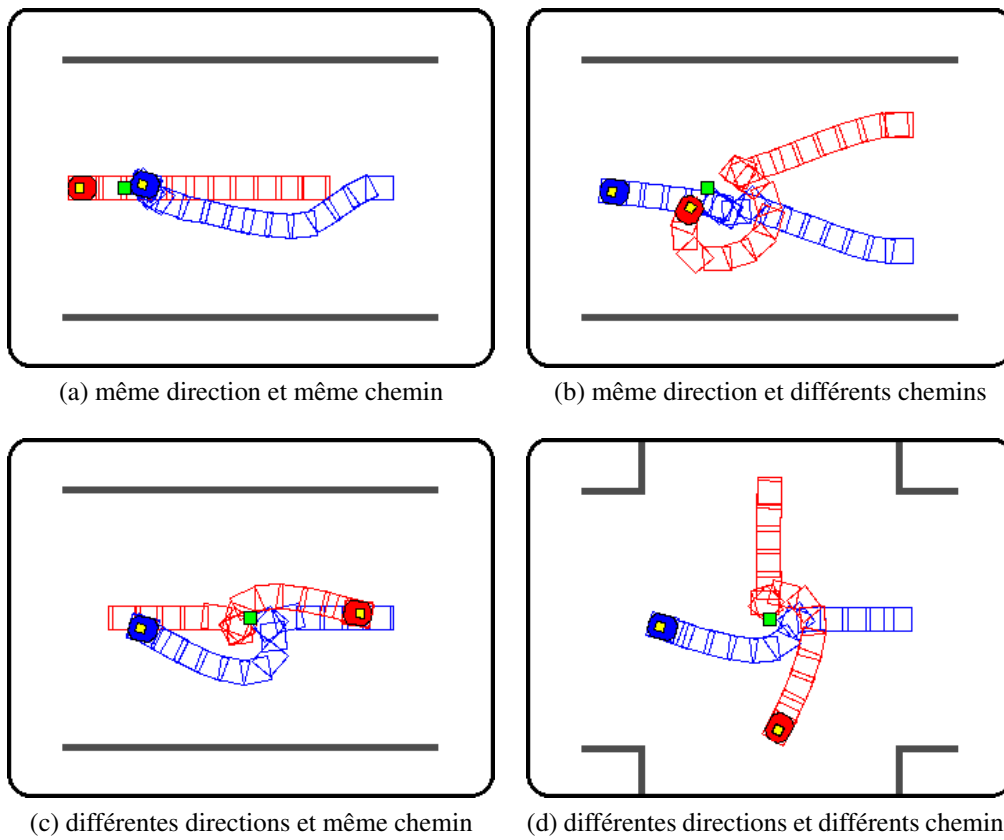 (a) même direction et même chemin
(b) même direction et différents chemins
(c) différentes directions et même chemin
(d) différentes directions et différents chemin